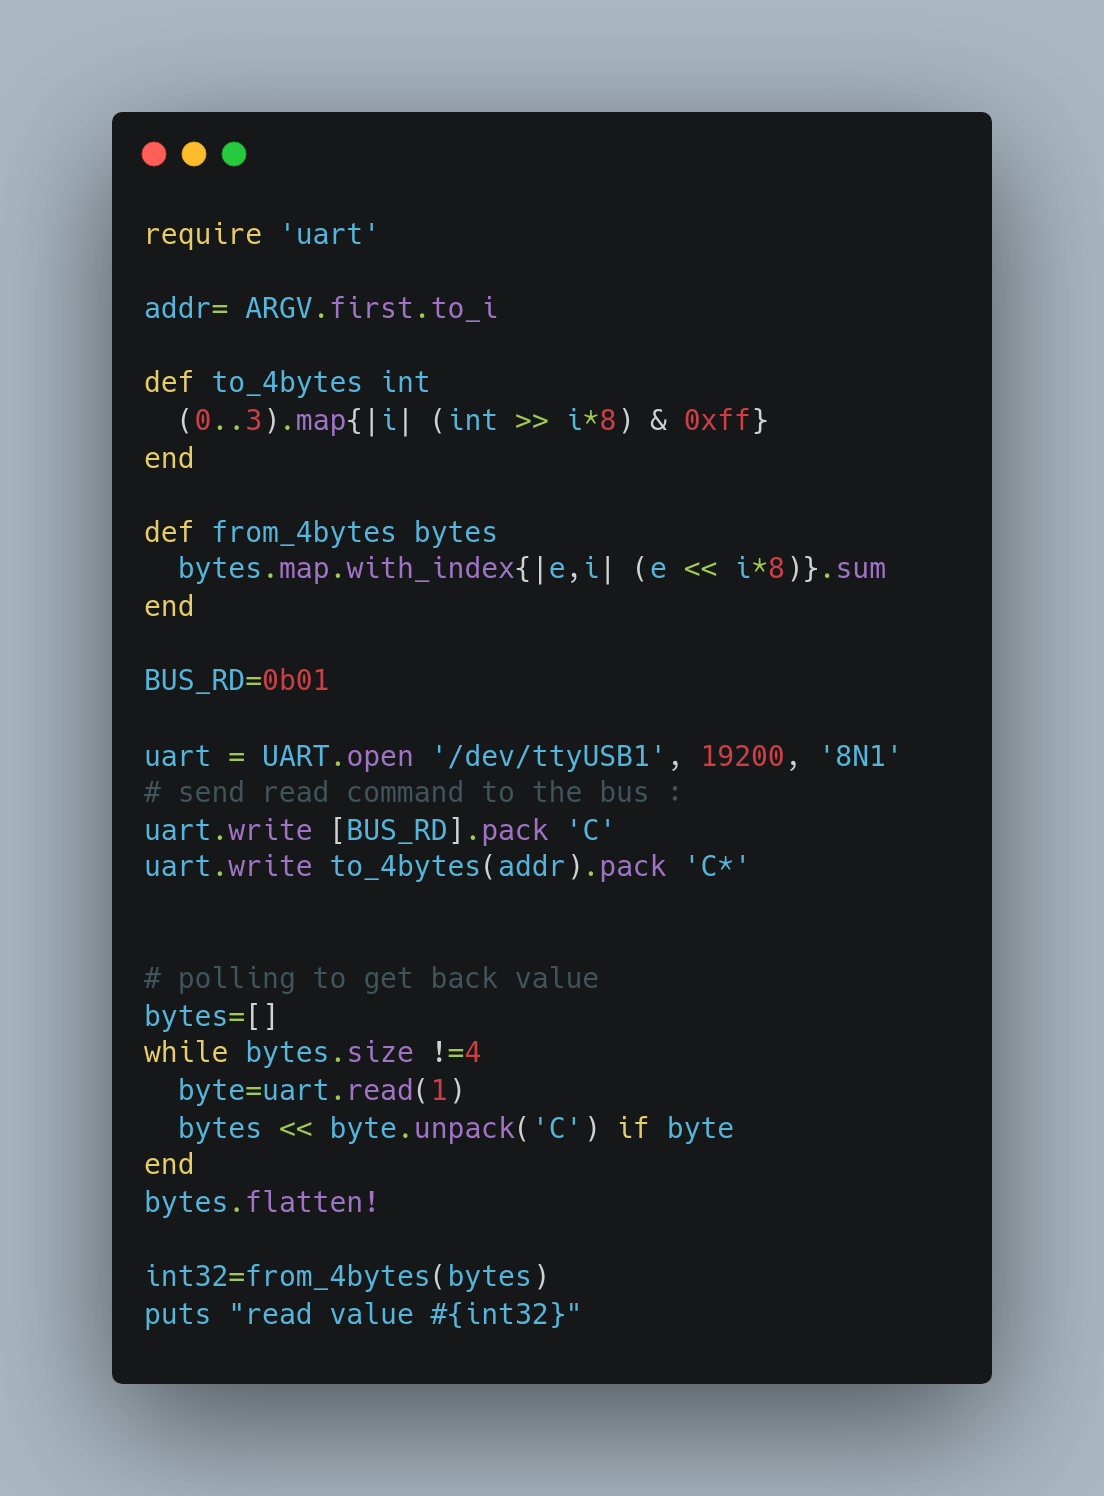 require 'uart'
addr= ARGV.first.to_i
def to_4bytes int
  (0..3).map{|i| (int >> i*8) & 0xff}
end
def from_4bytes bytes
  bytes.map.with_index{|e,i| (e << i*8)}.sum
end
BUS_RD=0b01
uart = UART.open '/dev/ttyUSB1', 19200, '8N1'
# send read command to the bus :
uart.write [BUS_RD].pack 'C'
uart.write to_4bytes(addr).pack 'C*'
# polling to get back value
bytes=[]
while bytes.size !=4
  byte=uart.read(1)
  bytes << byte.unpack('C') if byte
end
bytes.flatten!
int32=from_4bytes(bytes)
puts "read value #{int32}"